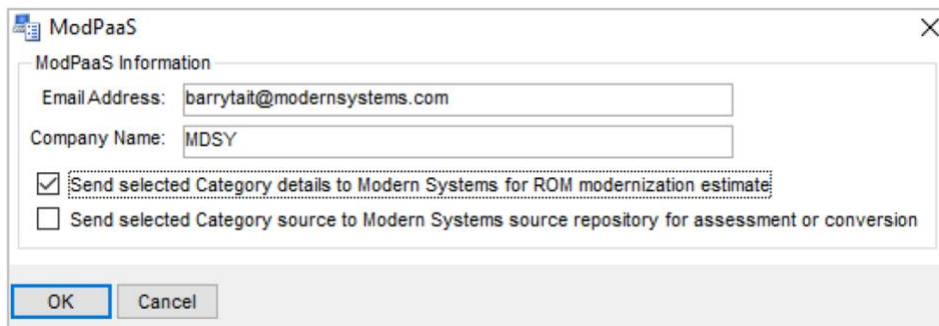 ModPaaS
ModPaaS Information
Email Address: barrytait@modernsystems.com
Company Name: MDSY
Send selected Category details to Modern Systems for ROM modernization estimate
Send selected Category source to Modern Systems source repository for assessment or conversion
OK Cancel